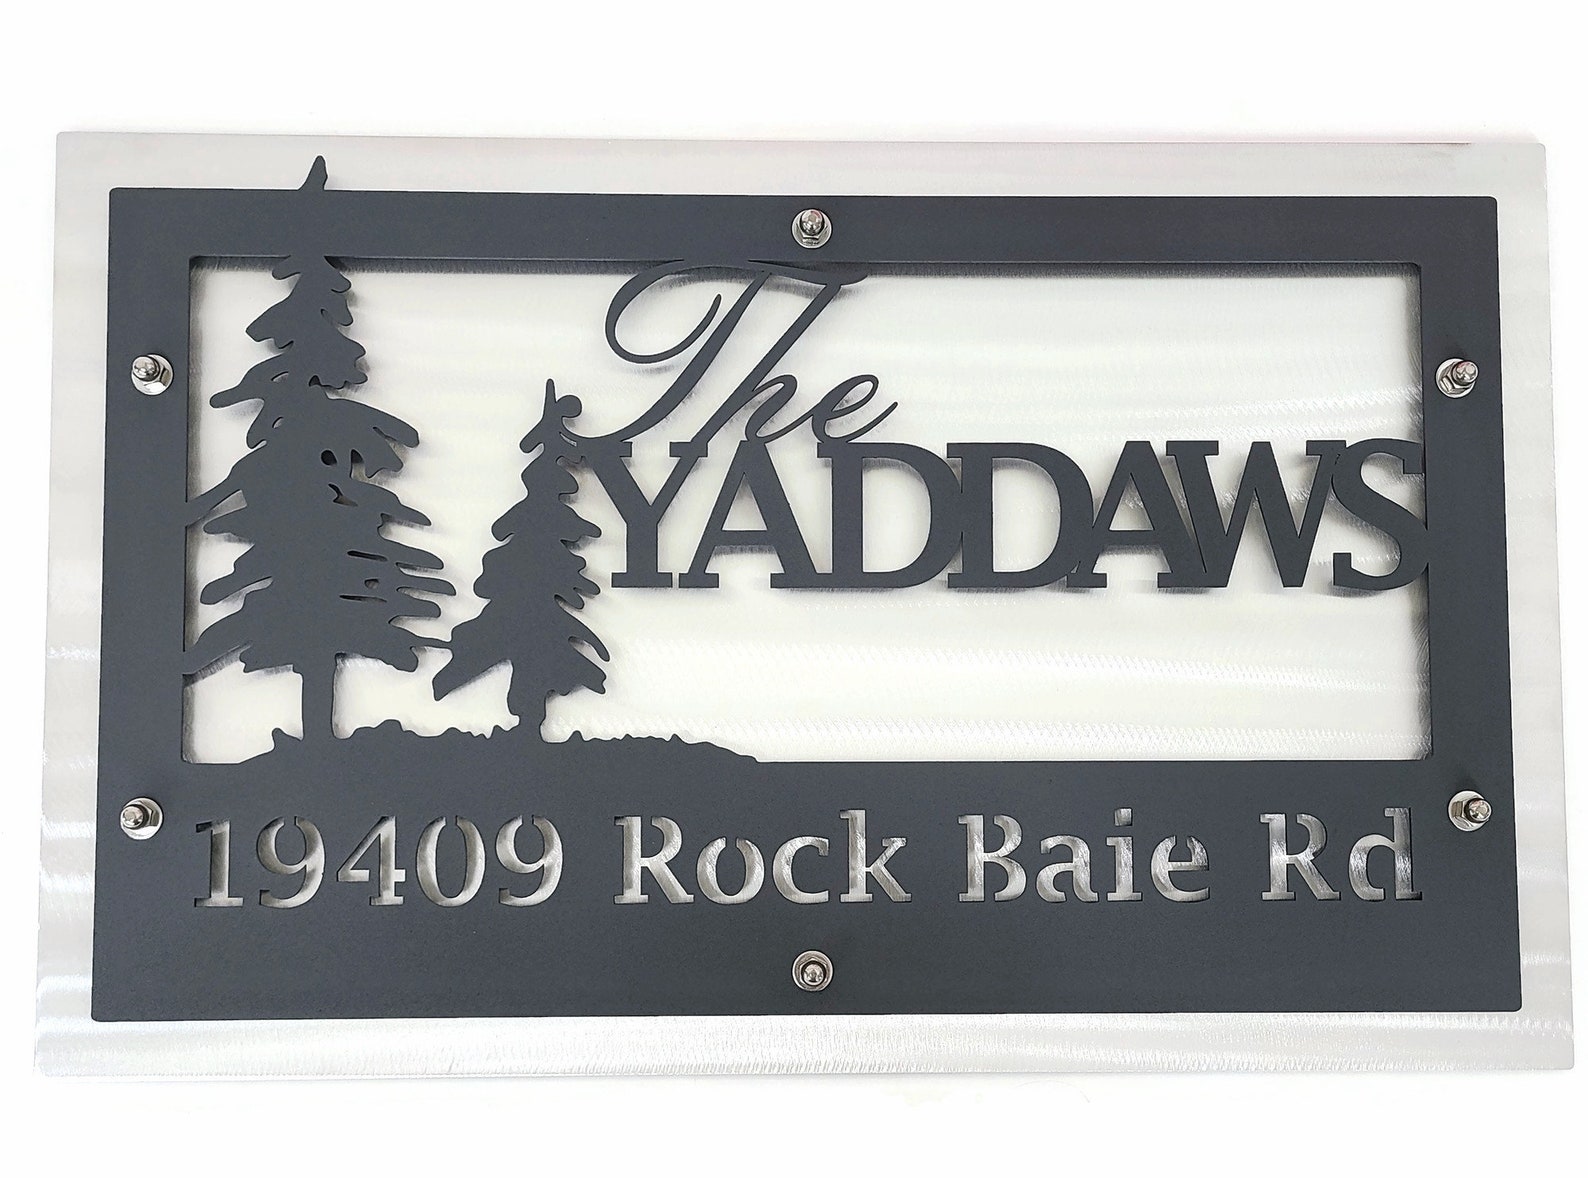 The
YADDAWS
19409 Rock Baie Rd